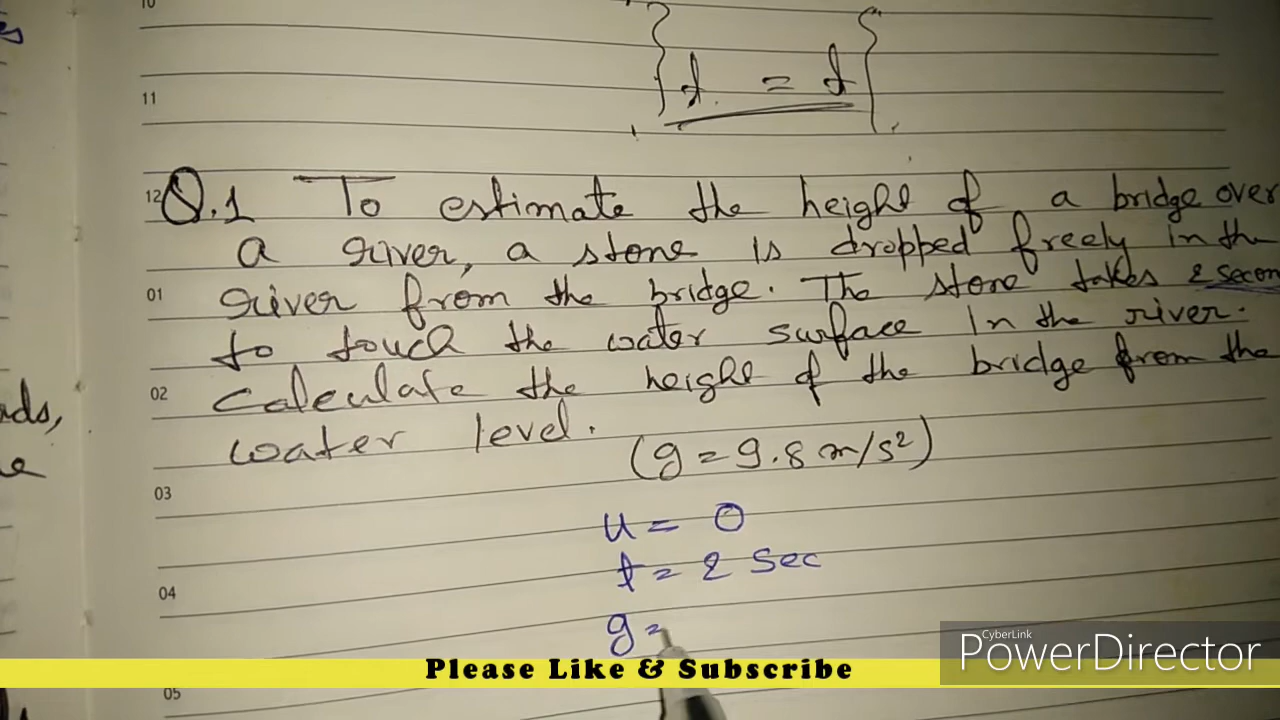 10
11
t. = t
12
Q.1 To estimate the height of a bridge over
a river, a stone is dropped freely in the
01
river from the bridge. The stone takes 2 secon
to touch the water surface in the river.
02
calculate the height of the bridge from the
water level.
(g = 9.8 m/s²)
03
u = 0
t = 2 Sec
04
g =
ads,
CyberLink
PowerDirector
Please Like & Subscribe
05